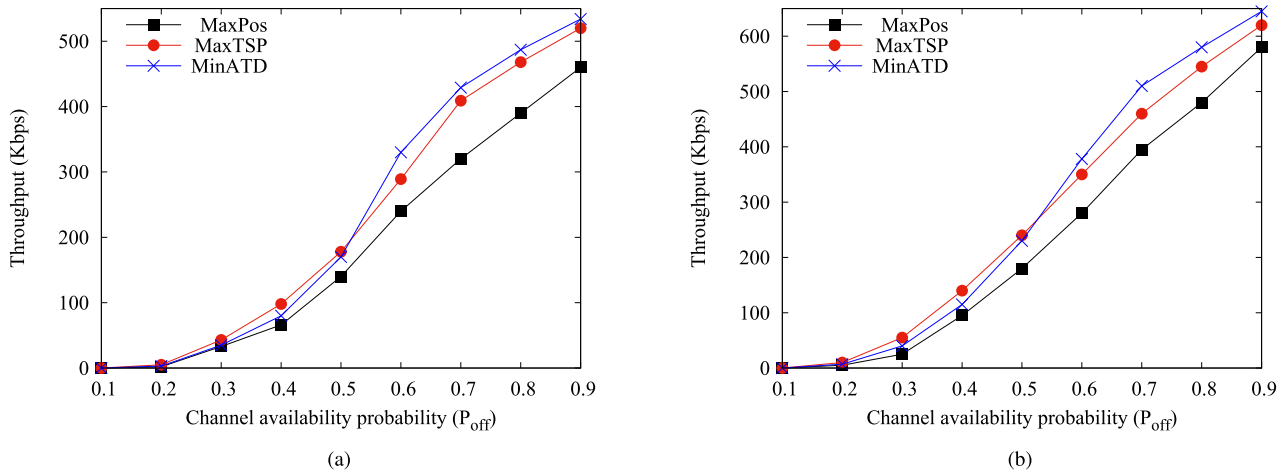 MaxPos
MaxTSP
MinATD
Throughput (Kbps)
500
400
300
200
100
0
0.1 0.2 0.3 0.4 0.5 0.6 0.7 0.8 0.9
Channel availability probability (P_off)
(a)
MaxPos
MaxTSP
MinATD
Throughput (Kbps)
600
500
400
300
200
100
0
0.1 0.2 0.3 0.4 0.5 0.6 0.7 0.8 0.9
Channel availability probability (P_off)
(b)